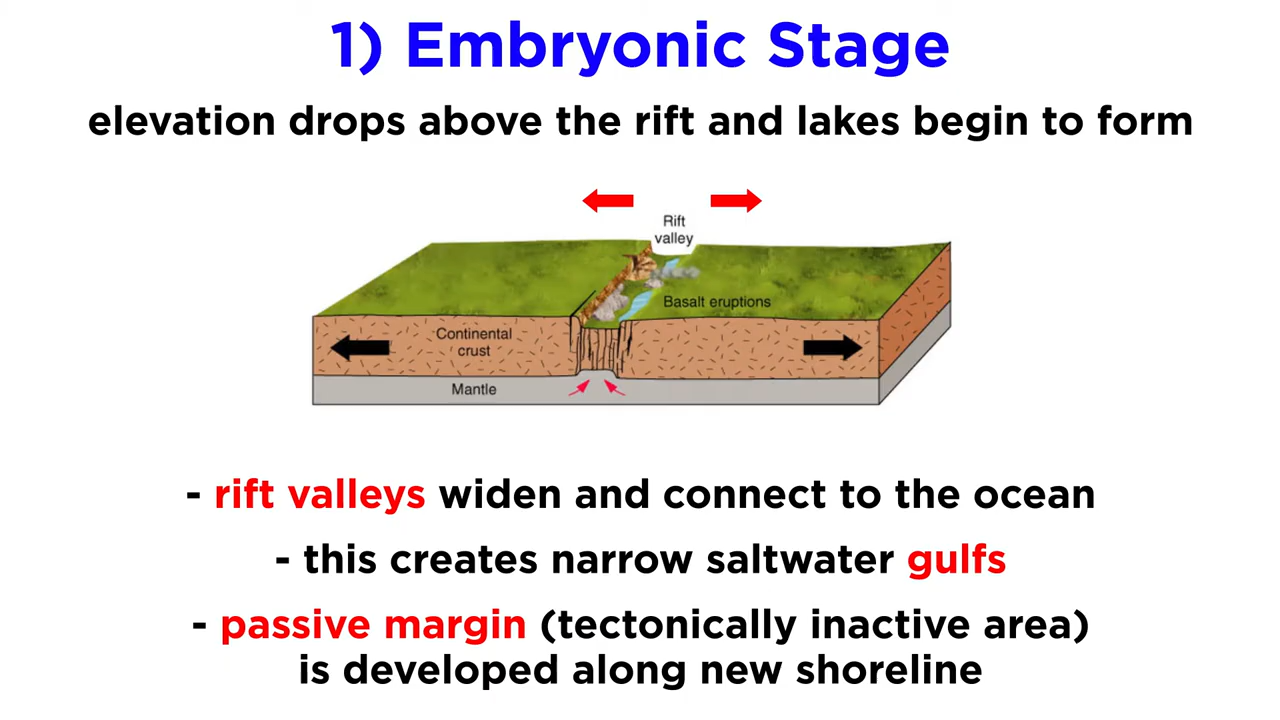 1) Embryonic Stage
elevation drops above the rift and lakes begin to form
Rift
valley
Basalt eruptions
Continental
crust
Mantle
- rift valleys widen and connect to the ocean
- this creates narrow saltwater gulfs
- passive margin (tectonically inactive area)
is developed along new shoreline